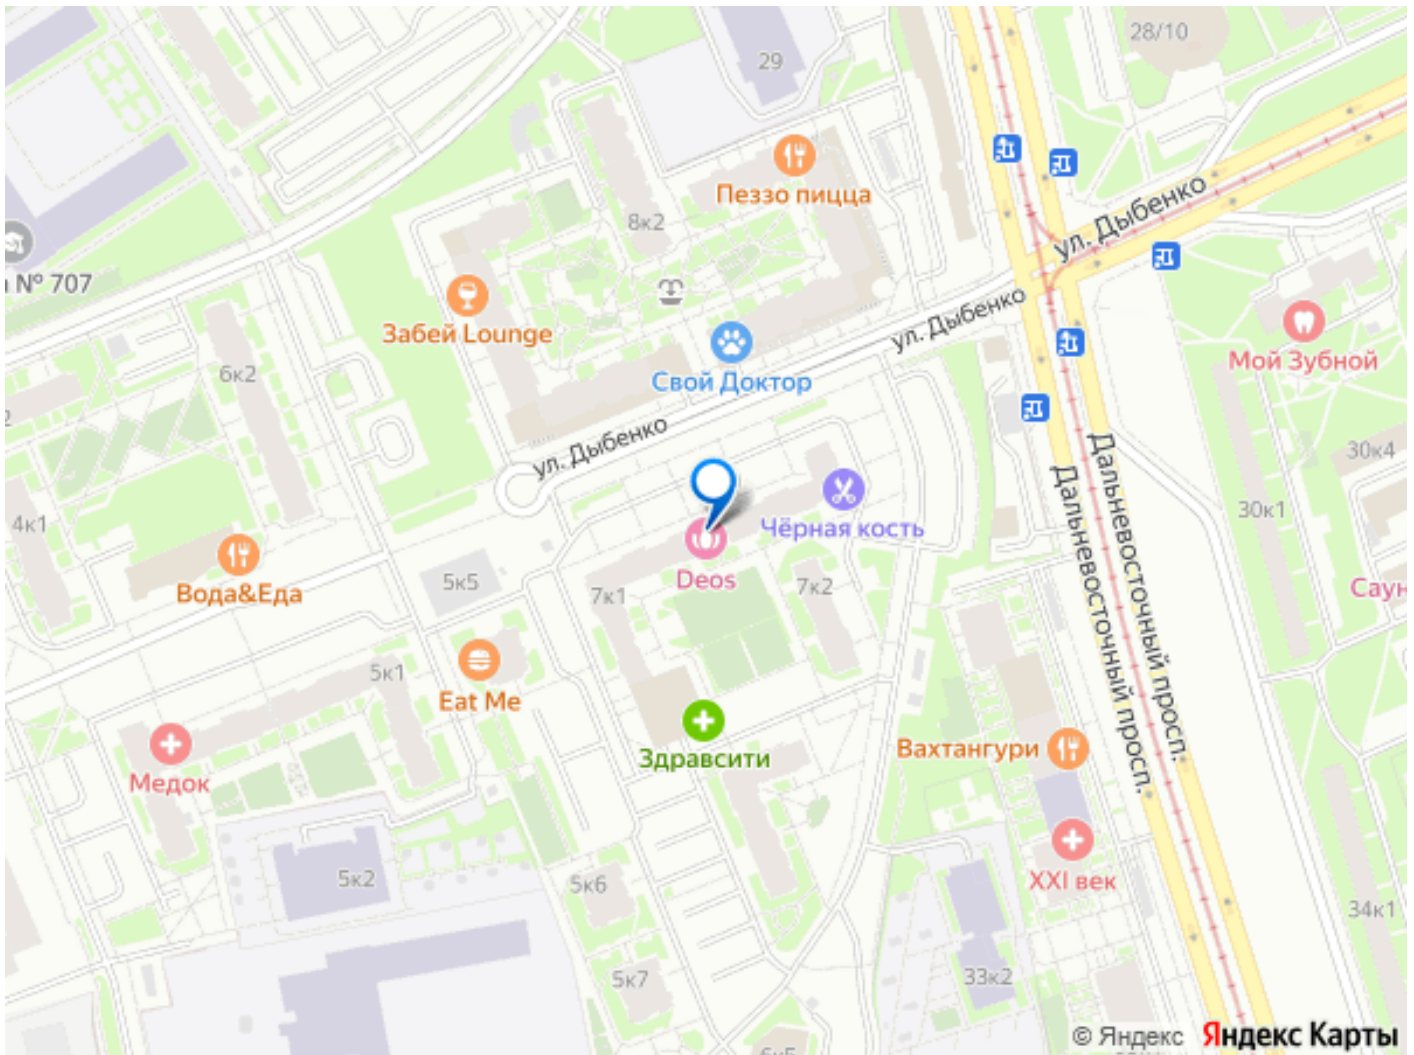 28/10
29
Пеззо пицца
8к2
ул. Дыбенко
№ 707
Забей Lounge
ул. Дыбенко
Мой Зубной
6к2
Свой Доктор
ул. Дыбенко
30к4
4к1
30к1
Чёрная кость
Вода&Еда
5к5
Deos
7к1
7к2
Дальневосточный просп.
Дальневосточный просп.
5к1
Eat Me
Здравсити
Вахтангури
Медок
5к2
5к6
XXI век
34к1
5к7
33к2
© Яндекс Яндекс Карты